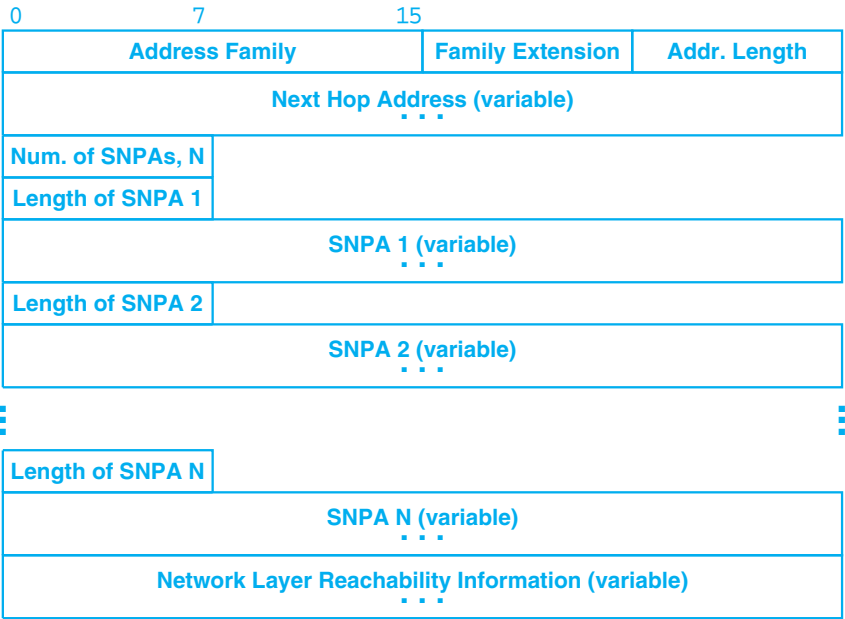 0 7 15
Address Family Family Extension Addr. Length
Next Hop Address (variable)
. . .
Num. of SNPAs, N
Length of SNPA 1
SNPA 1 (variable)
. . .
Length of SNPA 2
SNPA 2 (variable)
. . .
Length of SNPA N
SNPA N (variable)
. . .
Network Layer Reachability Information (variable)
. . .